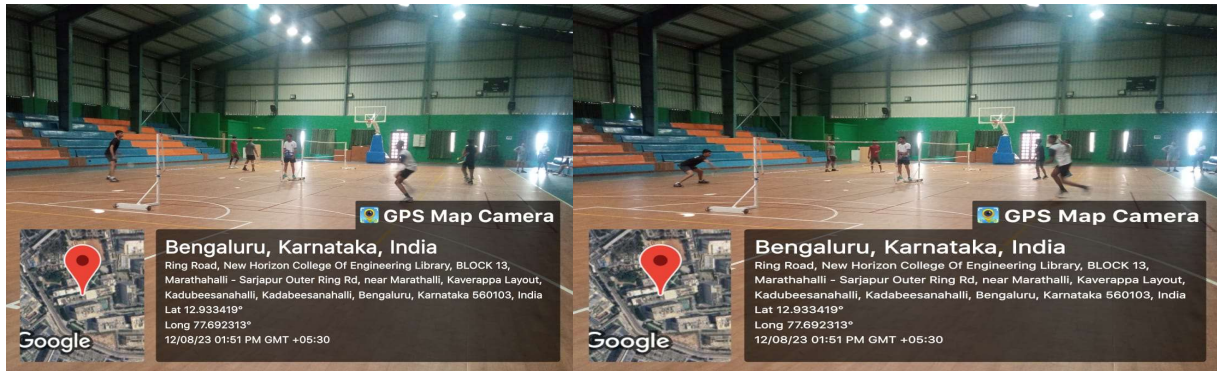 GPS Map Camera
Bengaluru, Karnataka, India
Ring Road, New Horizon College Of Engineering Library, BLOCK 13,
Marathahalli - Sarjapur Outer Ring Rd, near Marathalli, Kaverappa Layout,
Kadubeesanahalli, Kadabeesanahalli, Bengaluru, Karnataka 560103, India
Lat 12.933419°
Long 77.692313°
12/08/23 01:51 PM GMT +05:30
Google
GPS Map Camera
Bengaluru, Karnataka, India
Ring Road, New Horizon College Of Engineering Library, BLOCK 13,
Marathahalli - Sarjapur Outer Ring Rd, near Marathalli, Kaverappa Layout,
Kadubeesanahalli, Kadabeesanahalli, Bengaluru, Karnataka 560103, India
Lat 12.933419°
Long 77.692313°
12/08/23 01:51 PM GMT +05:30
Google